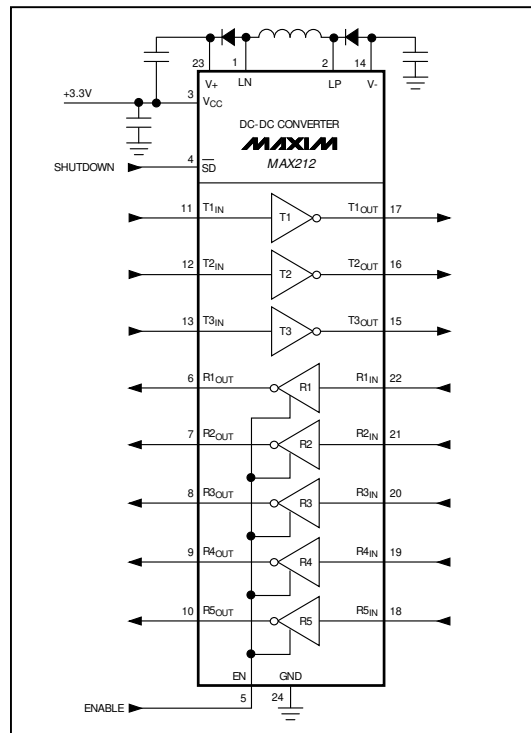 23 1 2 14
V+ LN LP V-
+3.3V 3 VCC
DC-DC CONVERTER
MAXIM
MAX212
SHUTDOWN 4 SD
11 T1IN T1 T1OUT 17
12 T2IN T2 T2OUT 16
13 T3IN T3 T3OUT 15
6 R1OUT R1 R1IN 22
7 R2OUT R2 R2IN 21
8 R3OUT R3 R3IN 20
9 R4OUT R4 R4IN 19
10 R5OUT R5 R5IN 18
EN GND
5 24
ENABLE